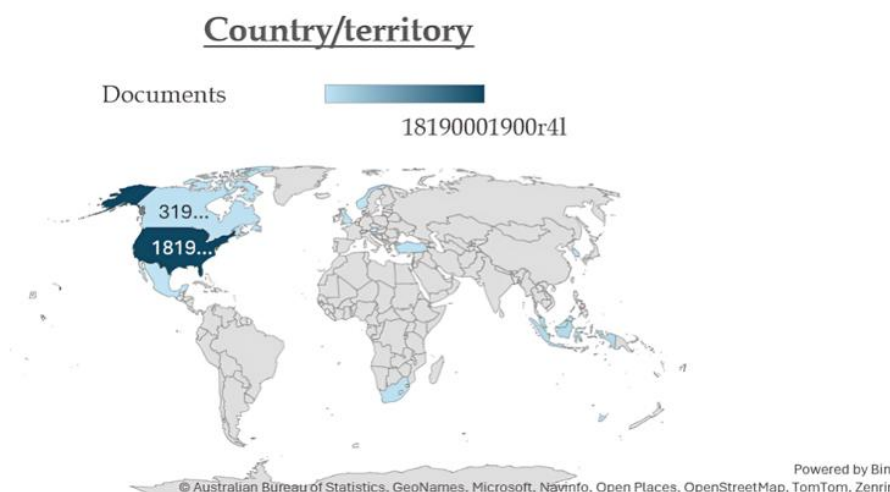 Country/territory
Documents
18190001900r4l
319...
1819...
Powered by Bin
© Australian Bureau of Statistics, GeoNames, Microsoft, Navinfo, Open Places, OpenStreetMap, TomTom, Zenrin